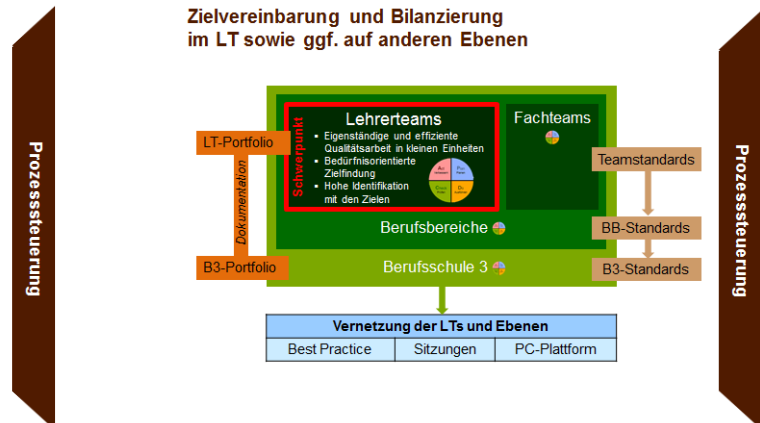 Zielvereinbarung und Bilanzierung
im LT sowie ggf. auf anderen Ebenen
Prozesssteuerung
LT-Portfolio
Dokumentation
B3-Portfolio
Schwerpunkt
Lehrerteams
▪ Eigenständige und effiziente
Qualitätsarbeit in kleinen Einheiten
▪ Bedürfnisorientierte
Zielfindung
▪ Hohe Identifikation
mit den Zielen
Fachteams
Berufsbereiche
Berufsschule 3
Teamstandards
BB-Standards
B3-Standards
Prozesssteuerung
Vernetzung der LTs und Ebenen
Best Practice
Sitzungen
PC-Plattform